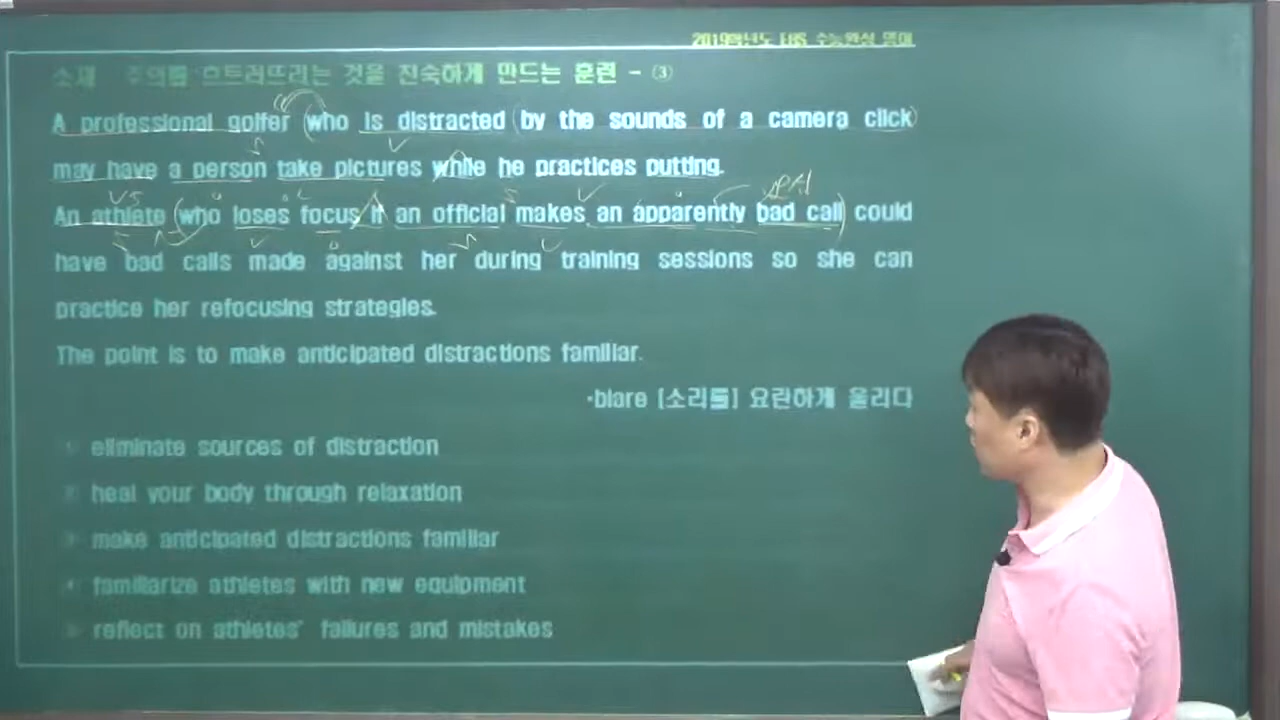 2019학년도 EBS 수능완성 영어
소재 주의를 흐트러뜨리는 것을 친숙하게 만드는 훈련 - ⑶
A professional golfer (who is distracted (by the sounds of a camera click)
may have a person take pictures while he practices putting.
An athlete (who loses focus if an official makes an apparently bad call) could
have bad calls made against her during training sessions so she can
practice her refocusing strategies.
The point is to make anticipated distractions familiar.
·blare [소리를] 요란하게 울리다
eliminate sources of distraction
heal your body through relaxation
make anticipated distractions familiar
familiarize athletes with new equipment
reflect on athletes' failures and mistakes